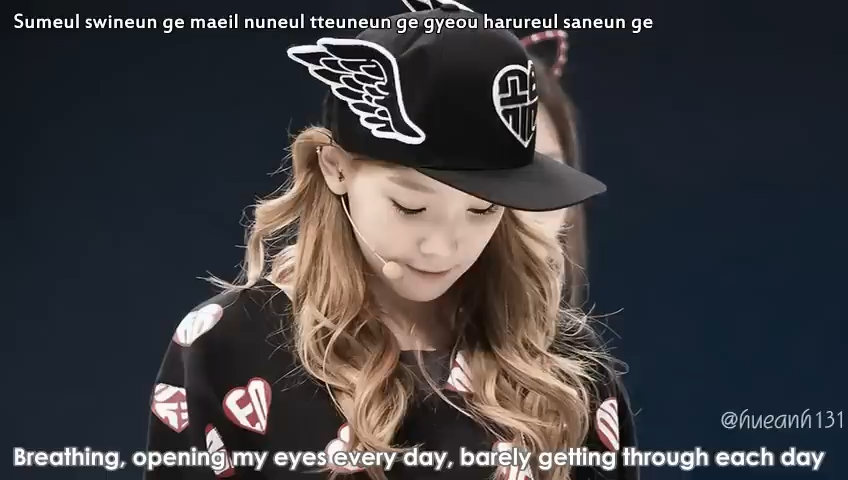 Sumeul swineun ge maeil nuneul tteuneun ge gyeou harureul saneun ge
@hueanh131
Breathing, opening my eyes every day, barely getting through each day